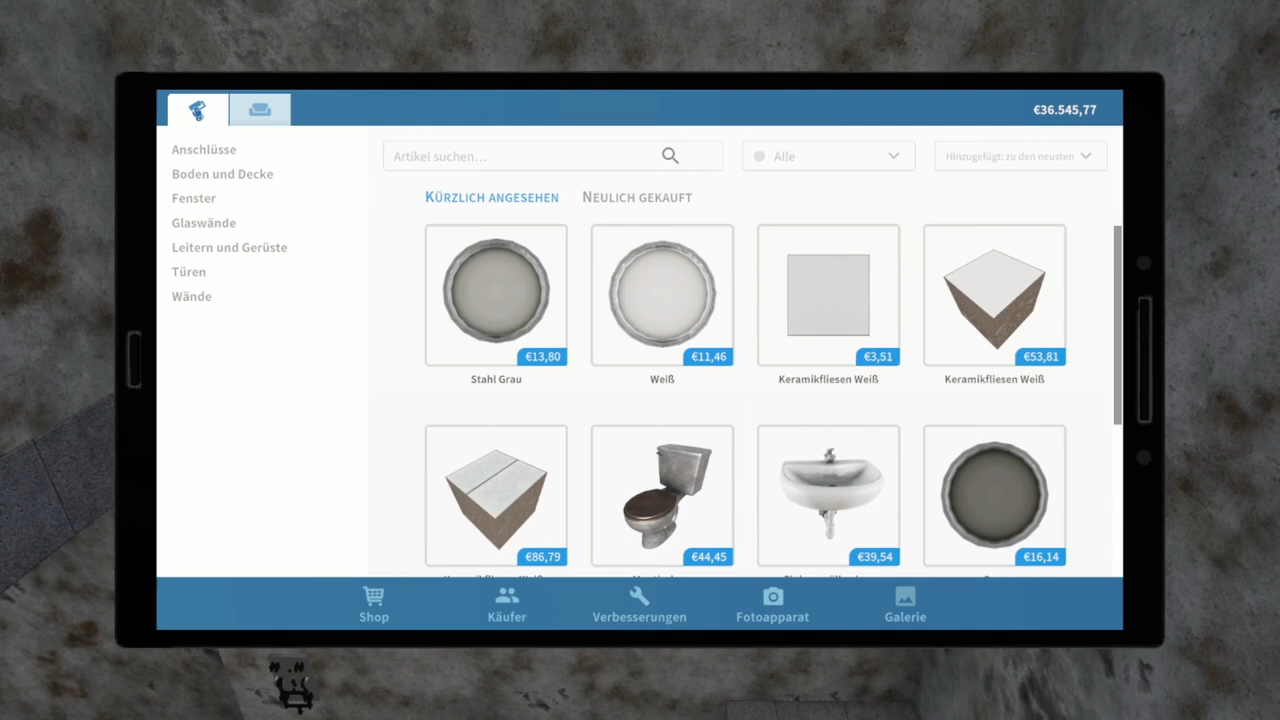 €36.545,77
Anschlüsse
Boden und Decke
Fenster
Glaswände
Leitern und Gerüste
Türen
Wände
Artikel suchen...
Alle
Hinzugefügt: zu den neusten
KÜRZLICH ANGESEHEN
NEULICH GEKAUFT
€13,80
€11,46
€3,51
€53,81
Stahl Grau
Weiß
Keramikfliesen Weiß
Keramikfliesen Weiß
€86,79
€44,45
€39,54
€16,14
Shop
Käufer
Verbesserungen
Fotoapparat
Galerie